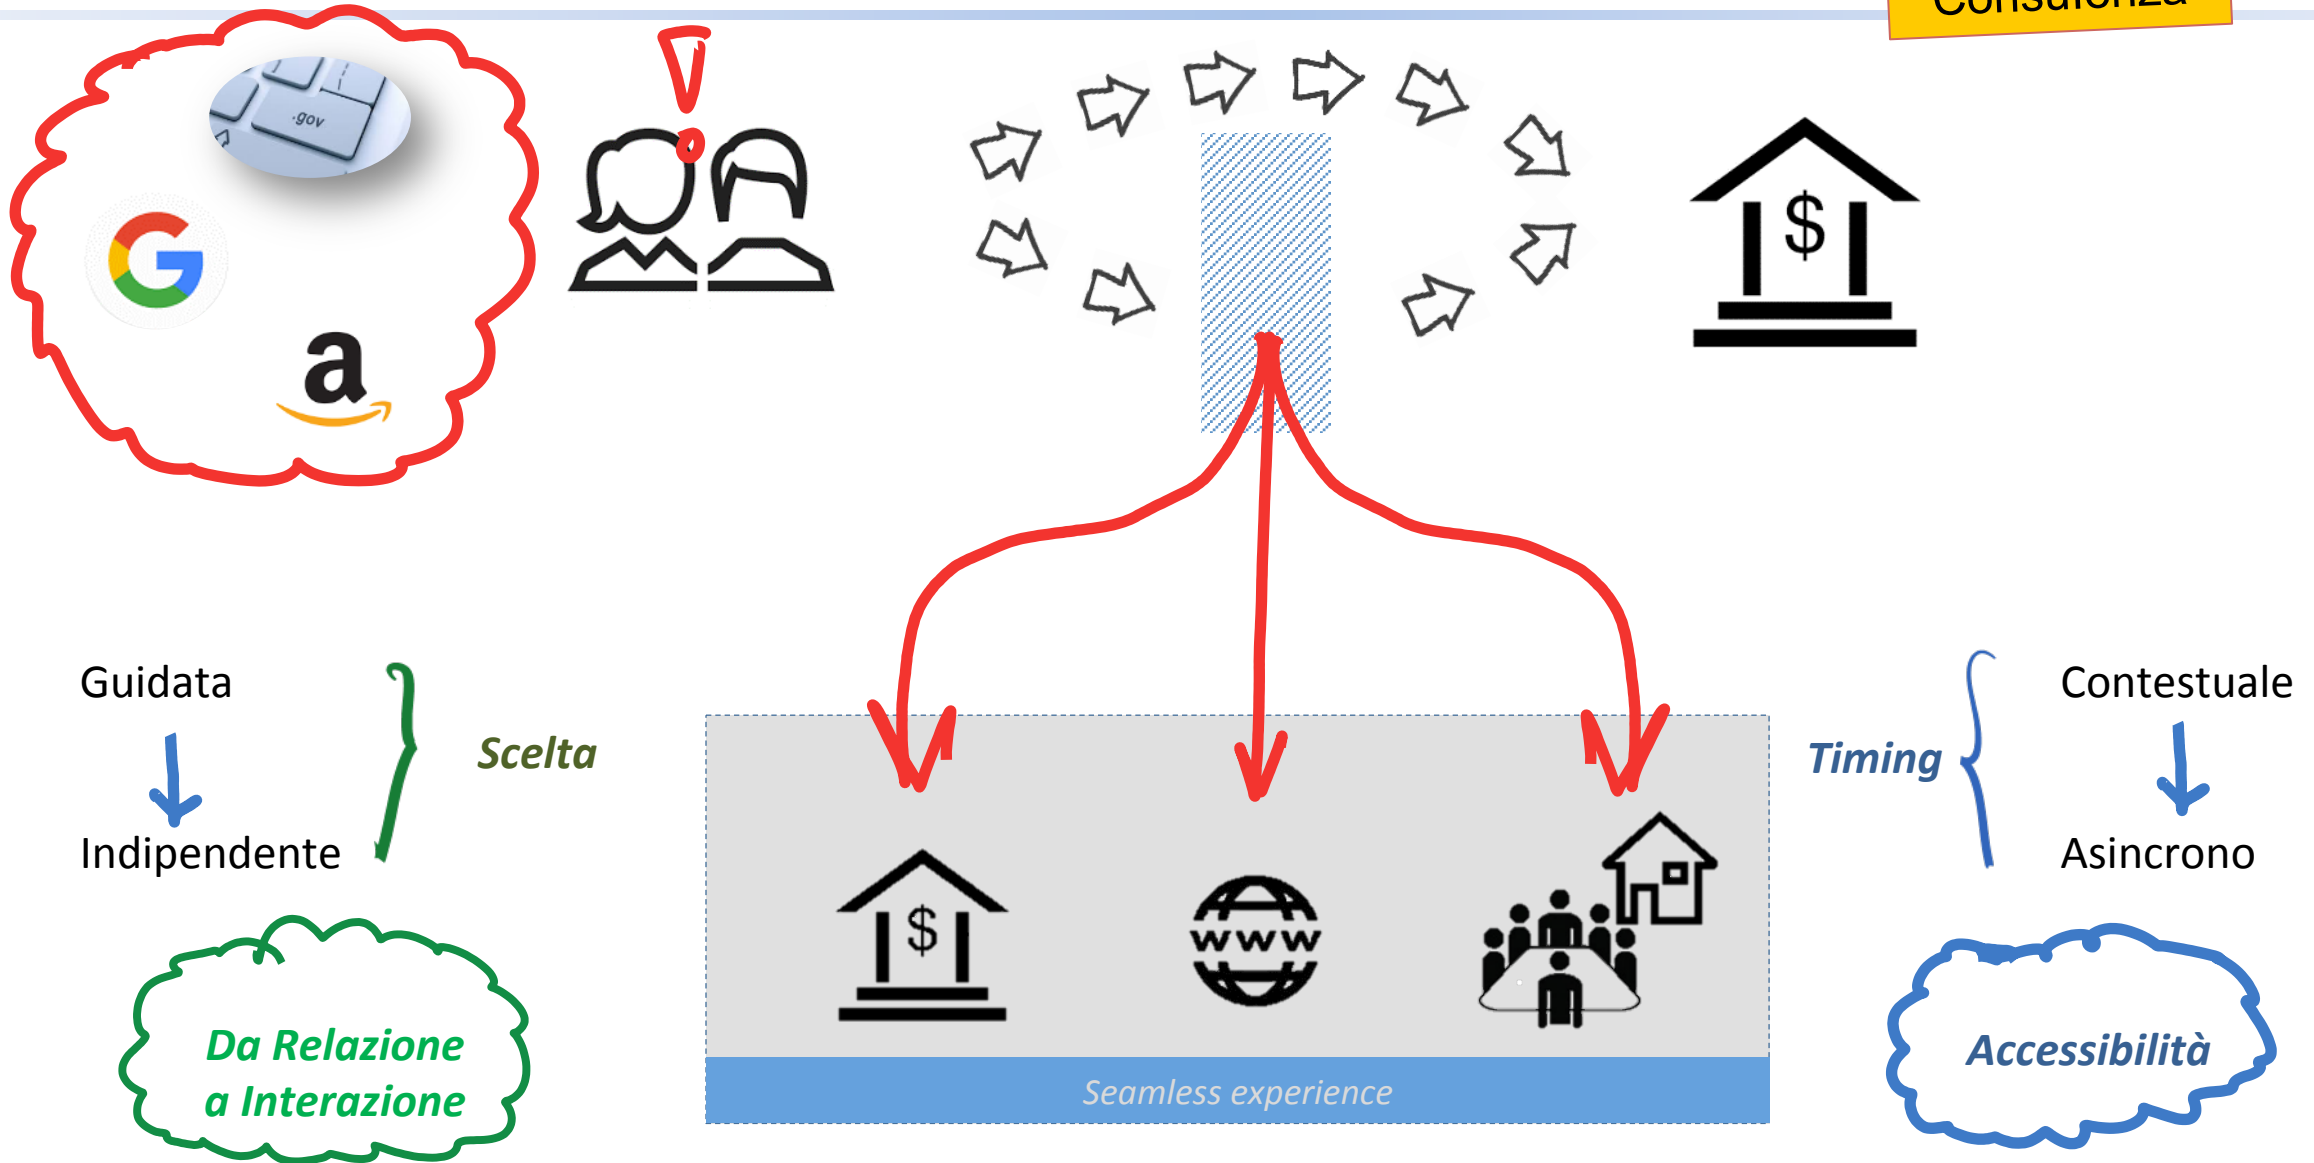 .gov
G
a
$
Guidata
Indipendente
Scelta
Timing
Contestuale
Asincrono
$
www
Da Relazione
a Interazione
Accessibilità
Seamless experience